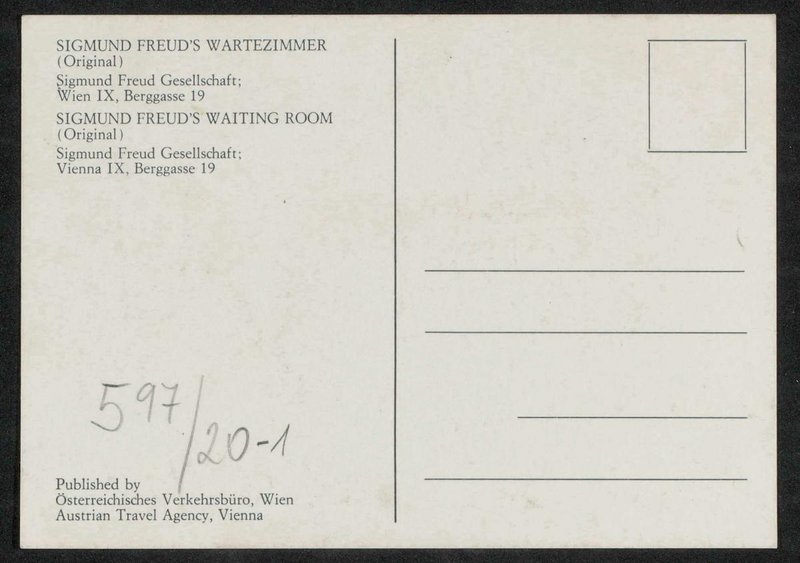 SIGMUND FREUD'S WARTEZIMMER
(Original)
Sigmund Freud Gesellschaft;
Wien IX, Berggasse 19
SIGMUND FREUD'S WAITING ROOM
(Original)
Sigmund Freud Gesellschaft;
Vienna IX, Berggasse 19
597/20-1
Published by
Österreichisches Verkehrsbüro, Wien
Austrian Travel Agency, Vienna